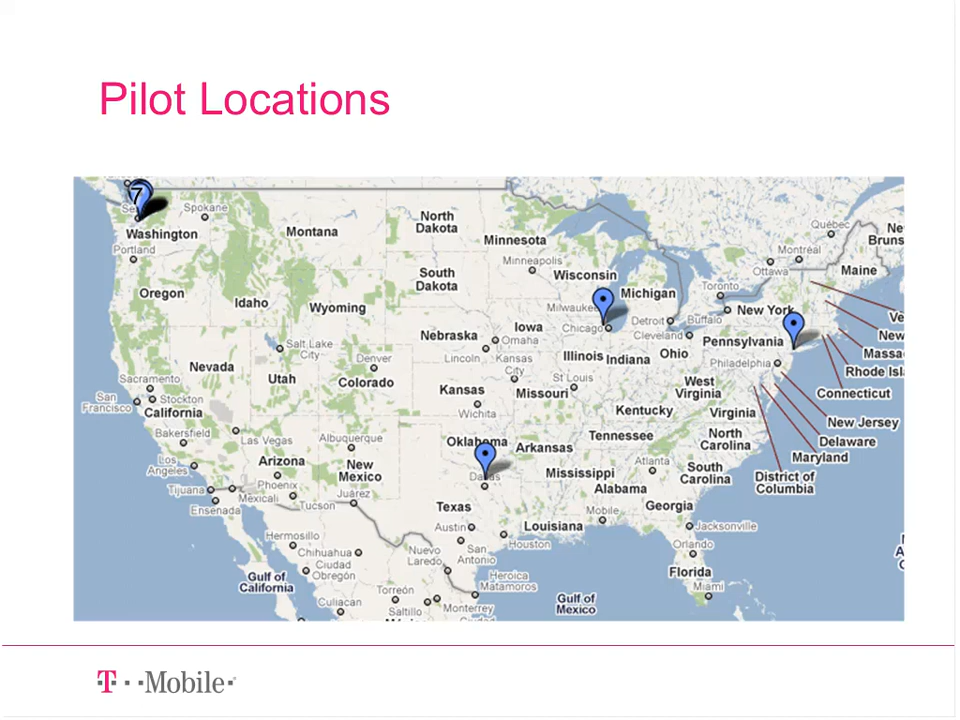 Pilot Locations
7
Spokane
Washington
Portland
Montana
North
Dakota
Minnesota
Minneapolis
Québec
Montréal
Ottawa
Maine
Oregon
Idaho
Wyoming
South
Dakota
Wisconsin
Milwaukee
Michigan
Toronto
Detroit
Buffalo
New York
Chicago
Cleveland
Iowa
Nebraska
Omaha
Lincoln
Salt Lake
City
Nevada
Utah
Denver
Colorado
Kansas
City
Illinois
Indiana
Ohio
Pennsylvania
Philadelphia
Rhode Isl
Connecticut
New Jersey
Delaware
Maryland
District of
Columbia
Sacramento
San
Francisco
Stockton
California
Kansas
Wichita
Missouri
St Louis
West
Virginia
Virginia
Kentucky
Bakersfield
Las Vegas
Albuquerque
Oklahoma
Arkansas
Tennessee
North
Carolina
Los
Angeles
Arizona
Phoenix
New
Mexico
Dallas
Mississippi
Atlanta
South
Carolina
Alabama
Georgia
Tijuana
Mexicali
Tucson
Juárez
Ensenada
Texas
Austin
Louisiana
Mobile
Jacksonville
Houston
San
Antonio
Hermosillo
Chihuahua
Ciudad
Obregón
Nuevo
Laredo
Orlando
Florida
Miami
Gulf of
California
Heroica
Matamoros
Gulf of
Mexico
Torreón
Culiacan
Saltillo
Monterrey
T··Mobile·